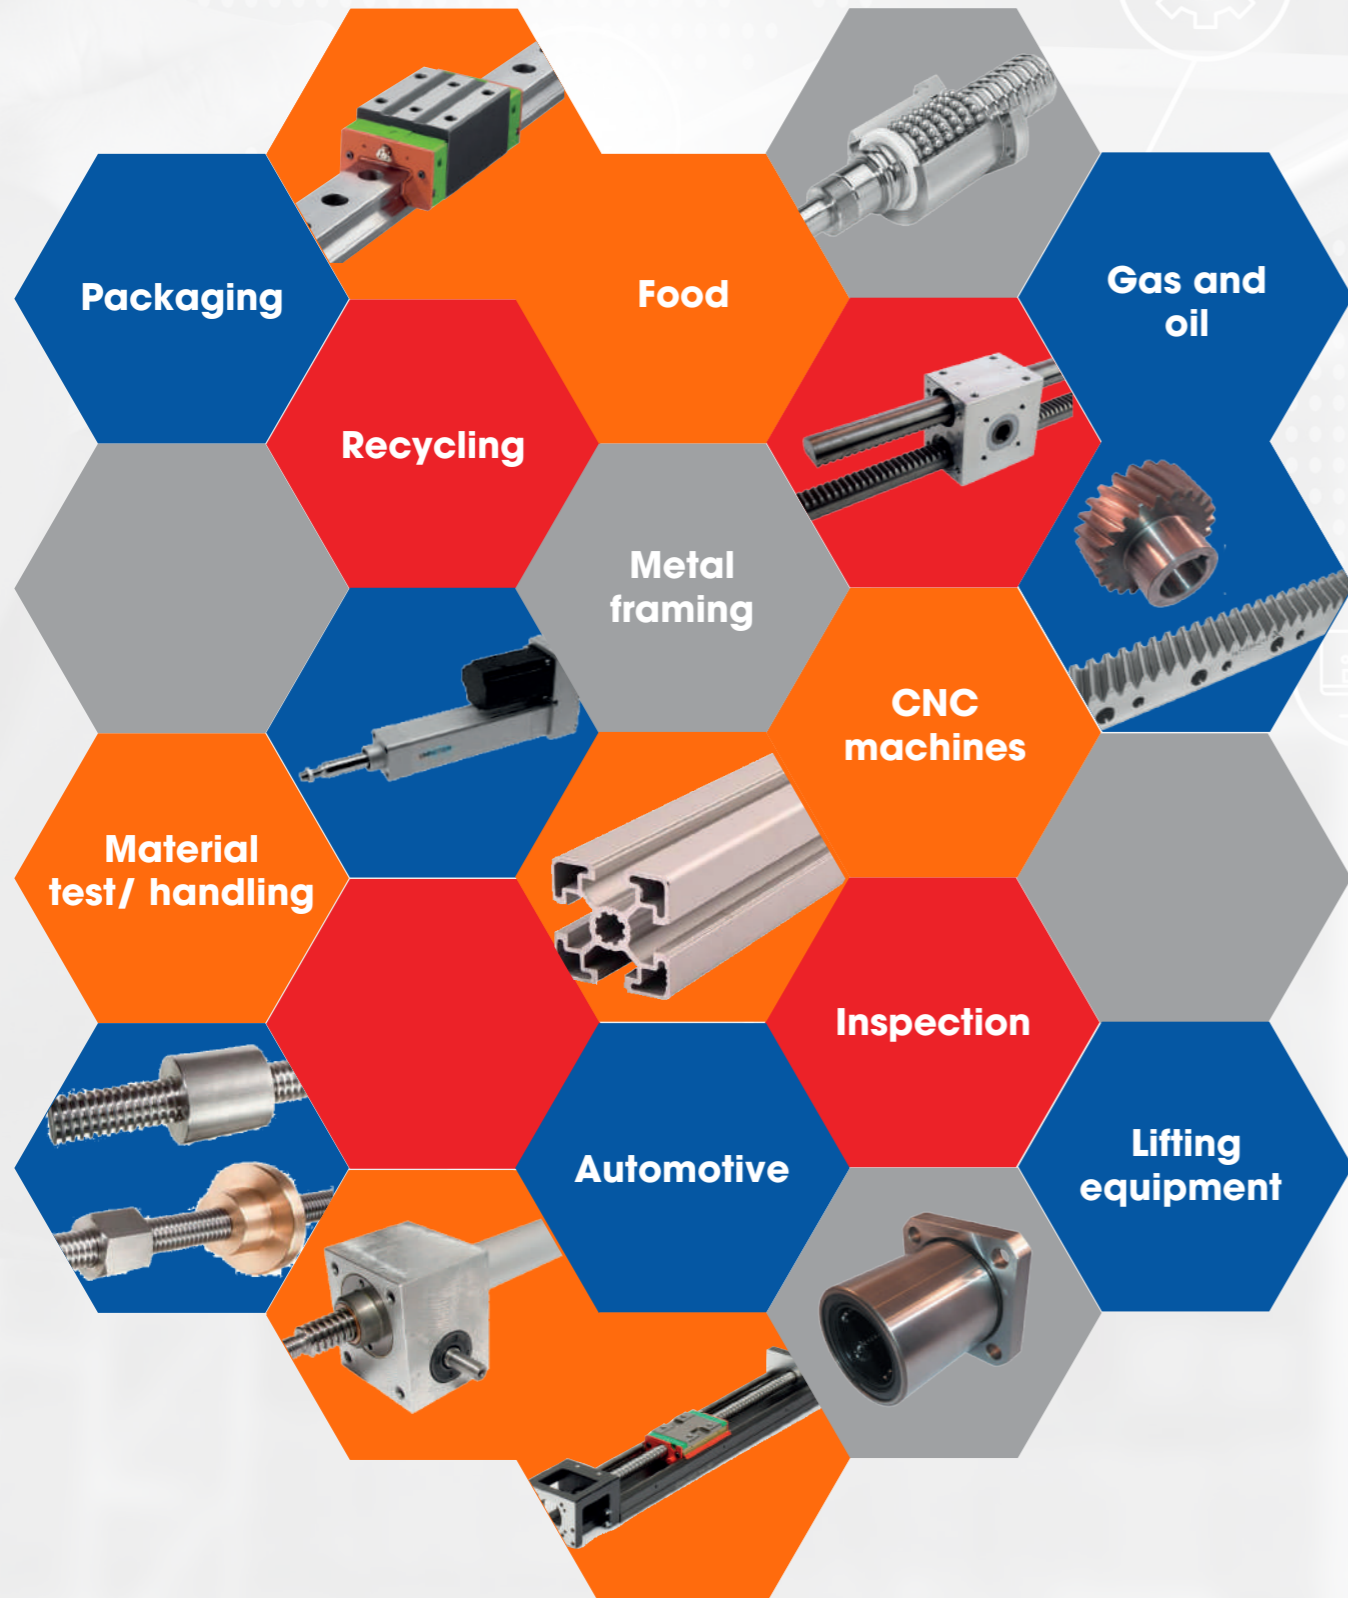 Packaging
Food
Gas and
oil
Recycling
Metal
framing
CNC
machines
Material
test/ handling
Inspection
Automotive
Lifting
equipment